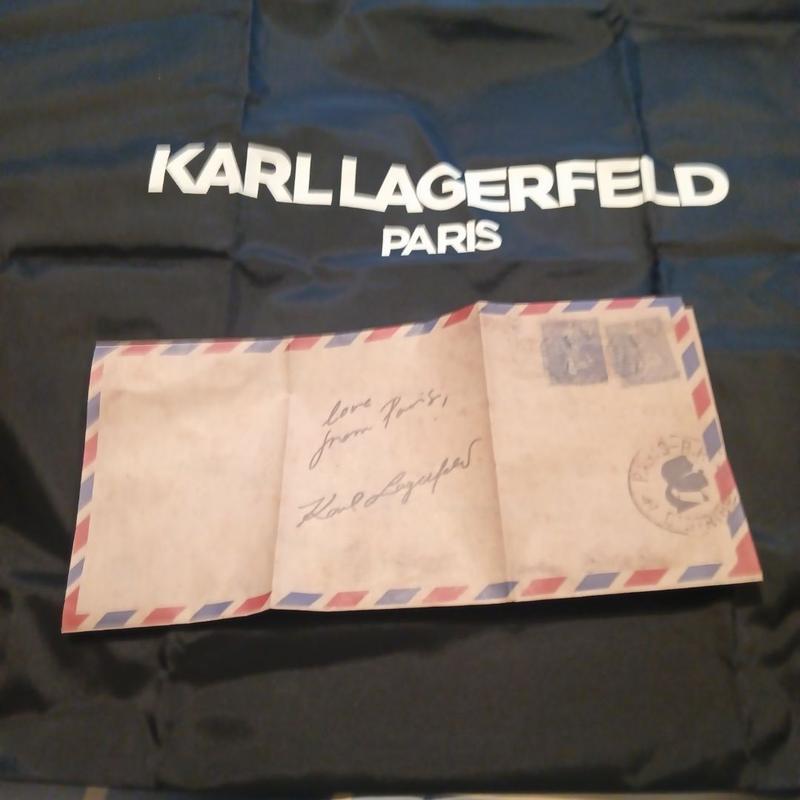 KARL LAGERFELD
PARIS
love
from Paris,
Karl Lagerfeld